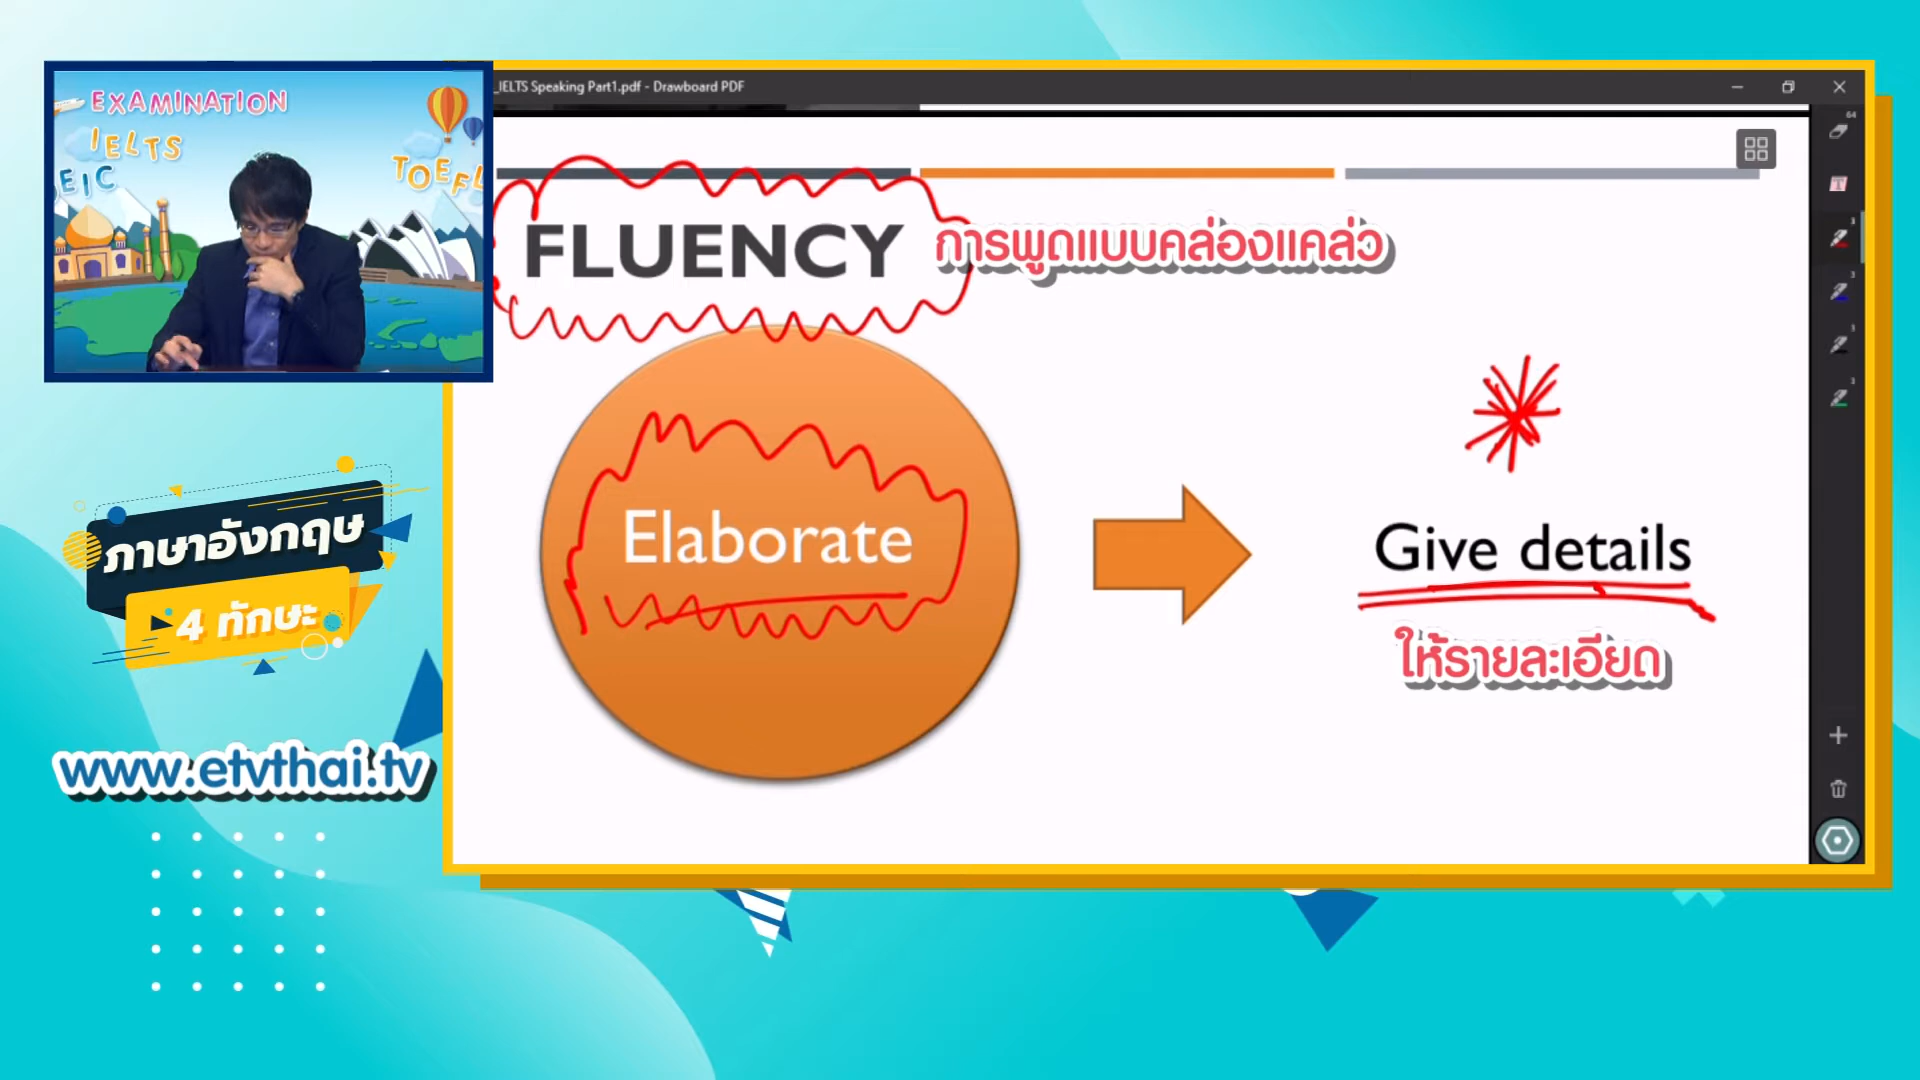 _IELTS Speaking Part1.pdf - Drawboard PDF
EXAMINATION
IELTS
EIC
TOEFL
FLUENCY การพูดแบบคล่องแคล่ว
Elaborate
Give details
ให้รายละเอียด
ภาษาอังกฤษ
4 ทักษะ
www.etvthai.tv